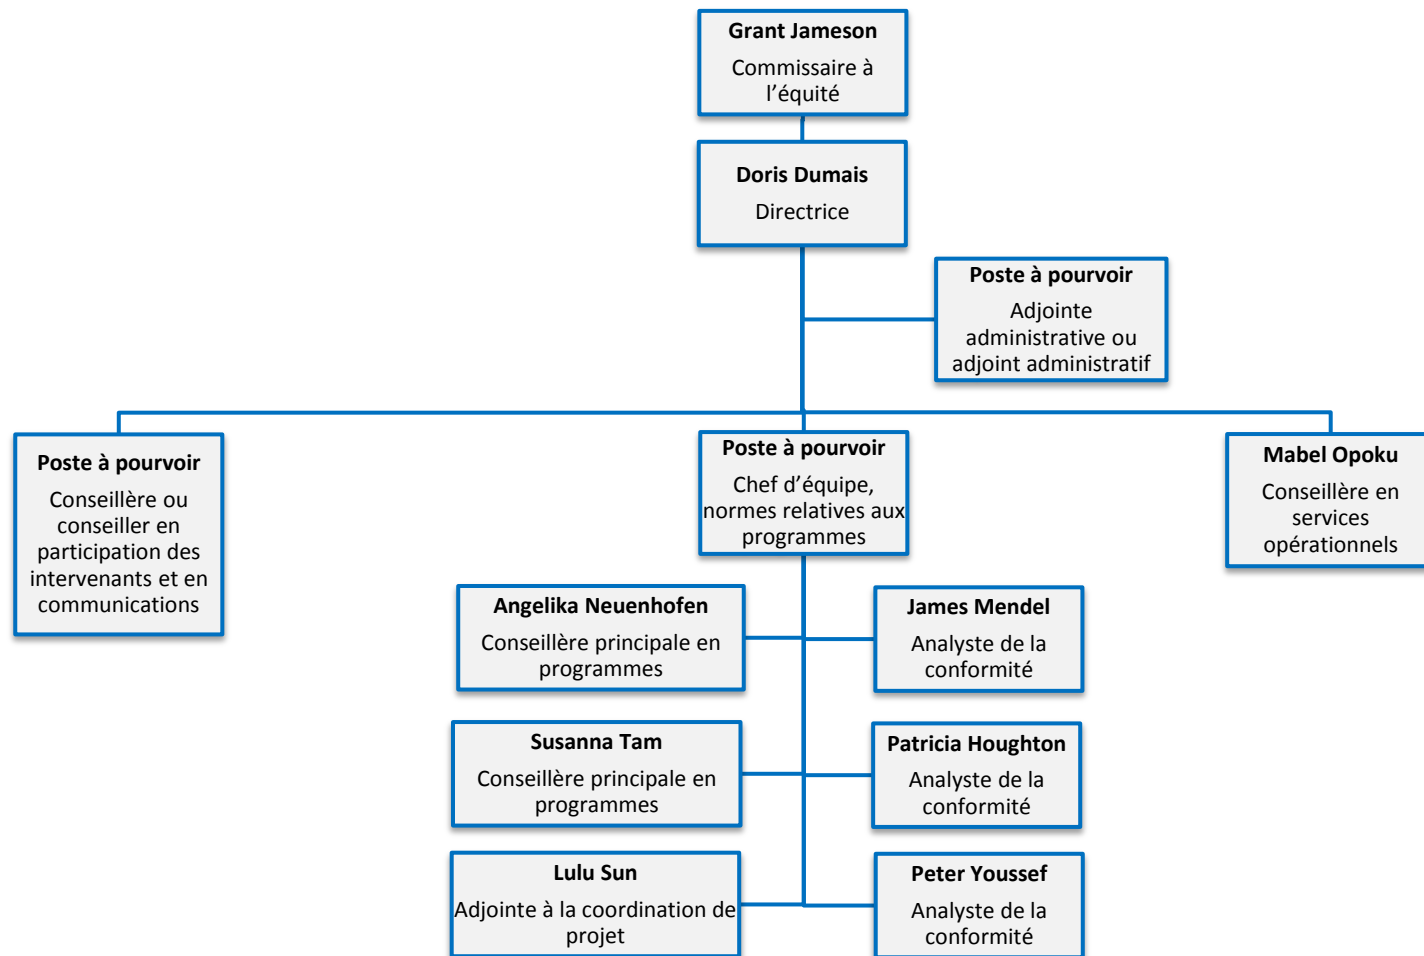 Grant Jameson
Commissaire à
l’équité
Doris Dumais
Directrice
Poste à pourvoir
Adjointe
administrative ou
adjoint administratif
Poste à pourvoir
Conseillère ou
conseiller en
participation des
intervenants et en
communications
Poste à pourvoir
Chef d’équipe,
normes relatives aux
programmes
Mabel Opoku
Conseillère en
services
opérationnels
Angelika Neuenhofen
Conseillère principale en
programmes
James Mendel
Analyste de la
conformité
Susanna Tam
Conseillère principale en
programmes
Patricia Houghton
Analyste de la
conformité
Lulu Sun
Adjointe à la coordination de
projet
Peter Youssef
Analyste de la
conformité